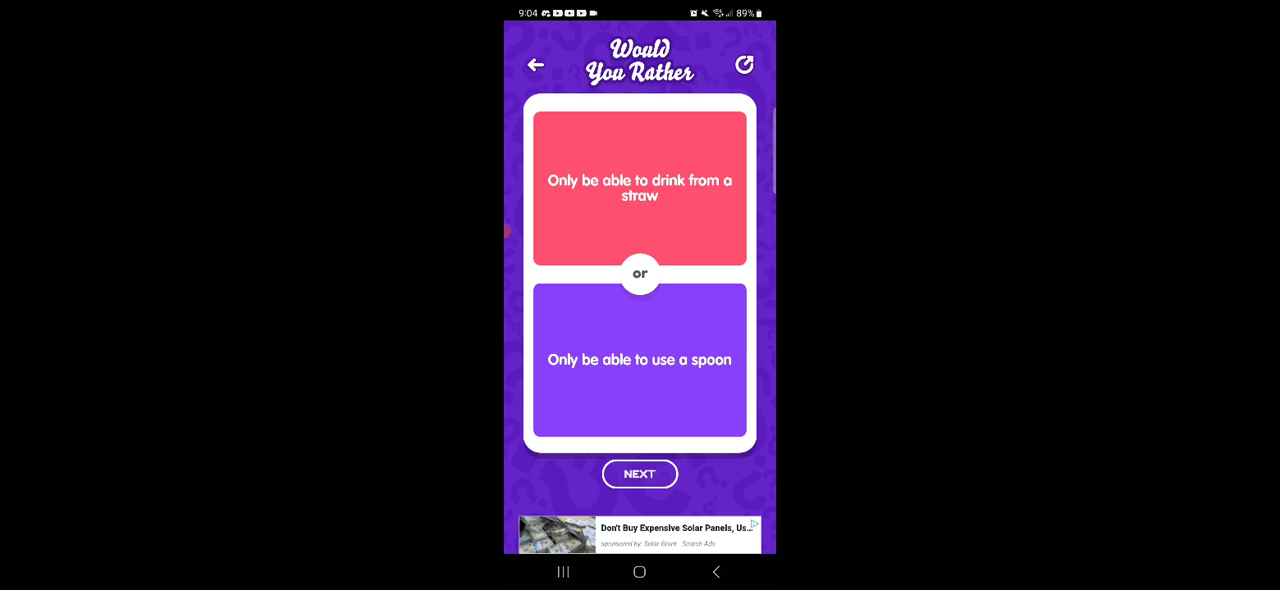 9:04
89%
Would
You Rather
Only be able to drink from a
straw
or
Only be able to use a spoon
NEXT
Don't Buy Expensive Solar Panels, Us...
sponsored by: Solar Grant Search Ads